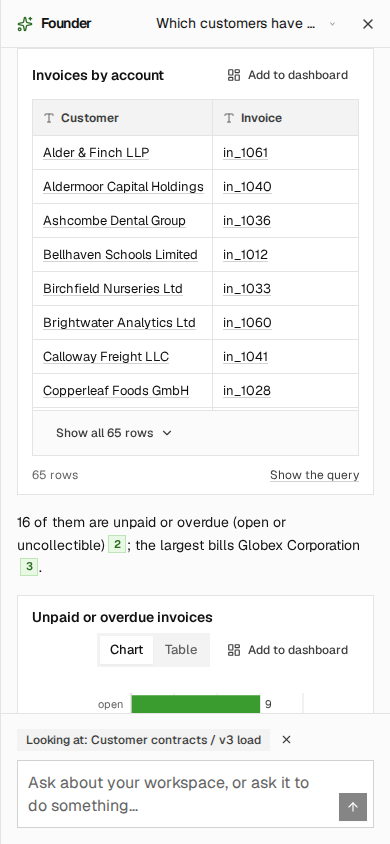 Founder
Which customers have ...
Invoices by account
Add to dashboard
Customer
Invoice
Alder & Finch LLP
in_1061
Aldermoor Capital Holdings
in_1040
Ashcombe Dental Group
in_1036
Bellhaven Schools Limited
in_1012
Birchfield Nurseries Ltd
in_1033
Brightwater Analytics Ltd
in_1060
Calloway Freight LLC
in_1041
Copperleaf Foods GmbH
in_1028
Show all 65 rows
65 rows
Show the query
16 of them are unpaid or overdue (open or
uncollectible) 2 ; the largest bills Globex Corporation
3 .
Unpaid or overdue invoices
Chart
Table
Add to dashboard
open
9
Looking at: Customer contracts / v3 load
Ask about your workspace, or ask it to
do something...